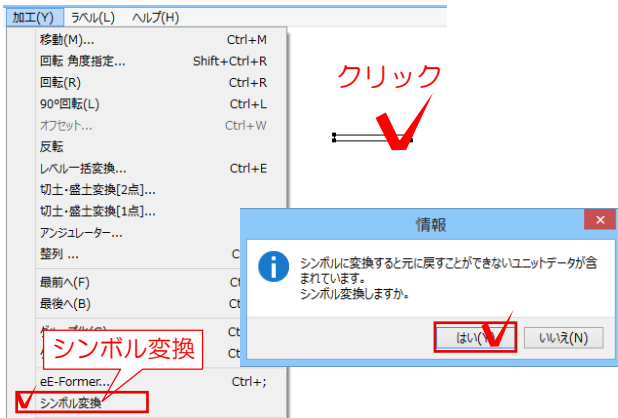 加工(Y) ラベル(L) ヘルプ(H)
移動(M)... Ctrl+M
回転 角度指定... Shift+Ctrl+R
回転(R) Ctrl+R
90°回転(L) Ctrl+L
オフセット... Ctrl+W
反転
レベル一括変換... Ctrl+E
切土・盛土変換[2点]...
切土・盛土変換[1点]...
アンジュレーター...
整列 ...
最前へ(F)
最後へ(B)
eE-Former... Ctrl+;
シンボル変換
シンボル変換
クリック
情報
シンボルに変換すると元に戻すことができないユニットデータが含
まれています。
シンボル変換しますか。
はい(Y) いいえ(N)